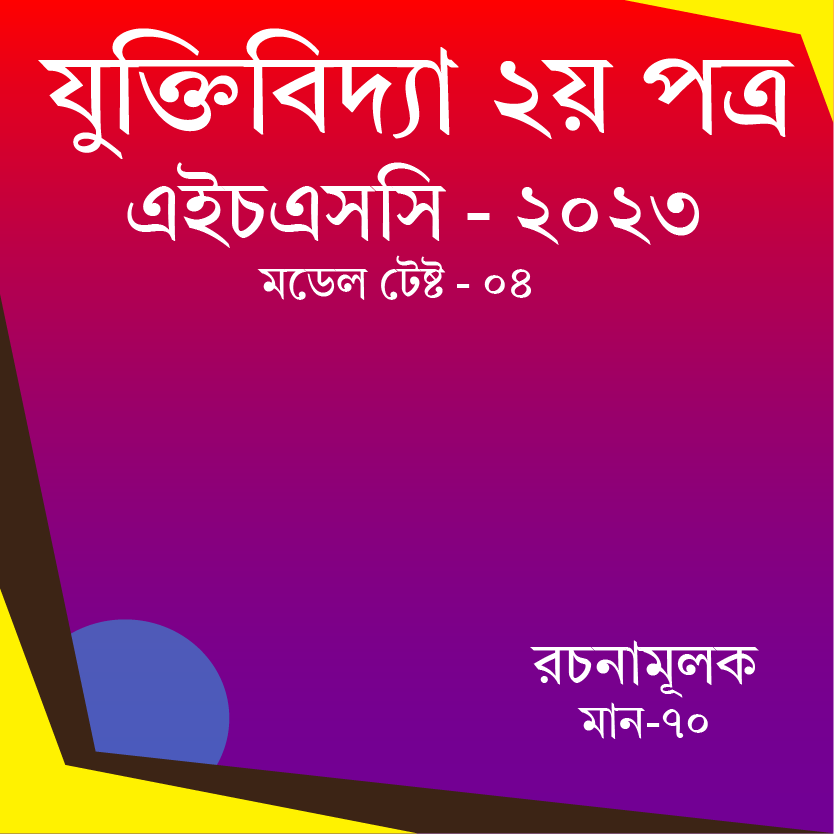 যুক্তিবিদ্যা ২য় পত্র
এইচএসসি - ২০২৩
মডেল টেষ্ট - ০৪
রচনামূলক
মান-৭০